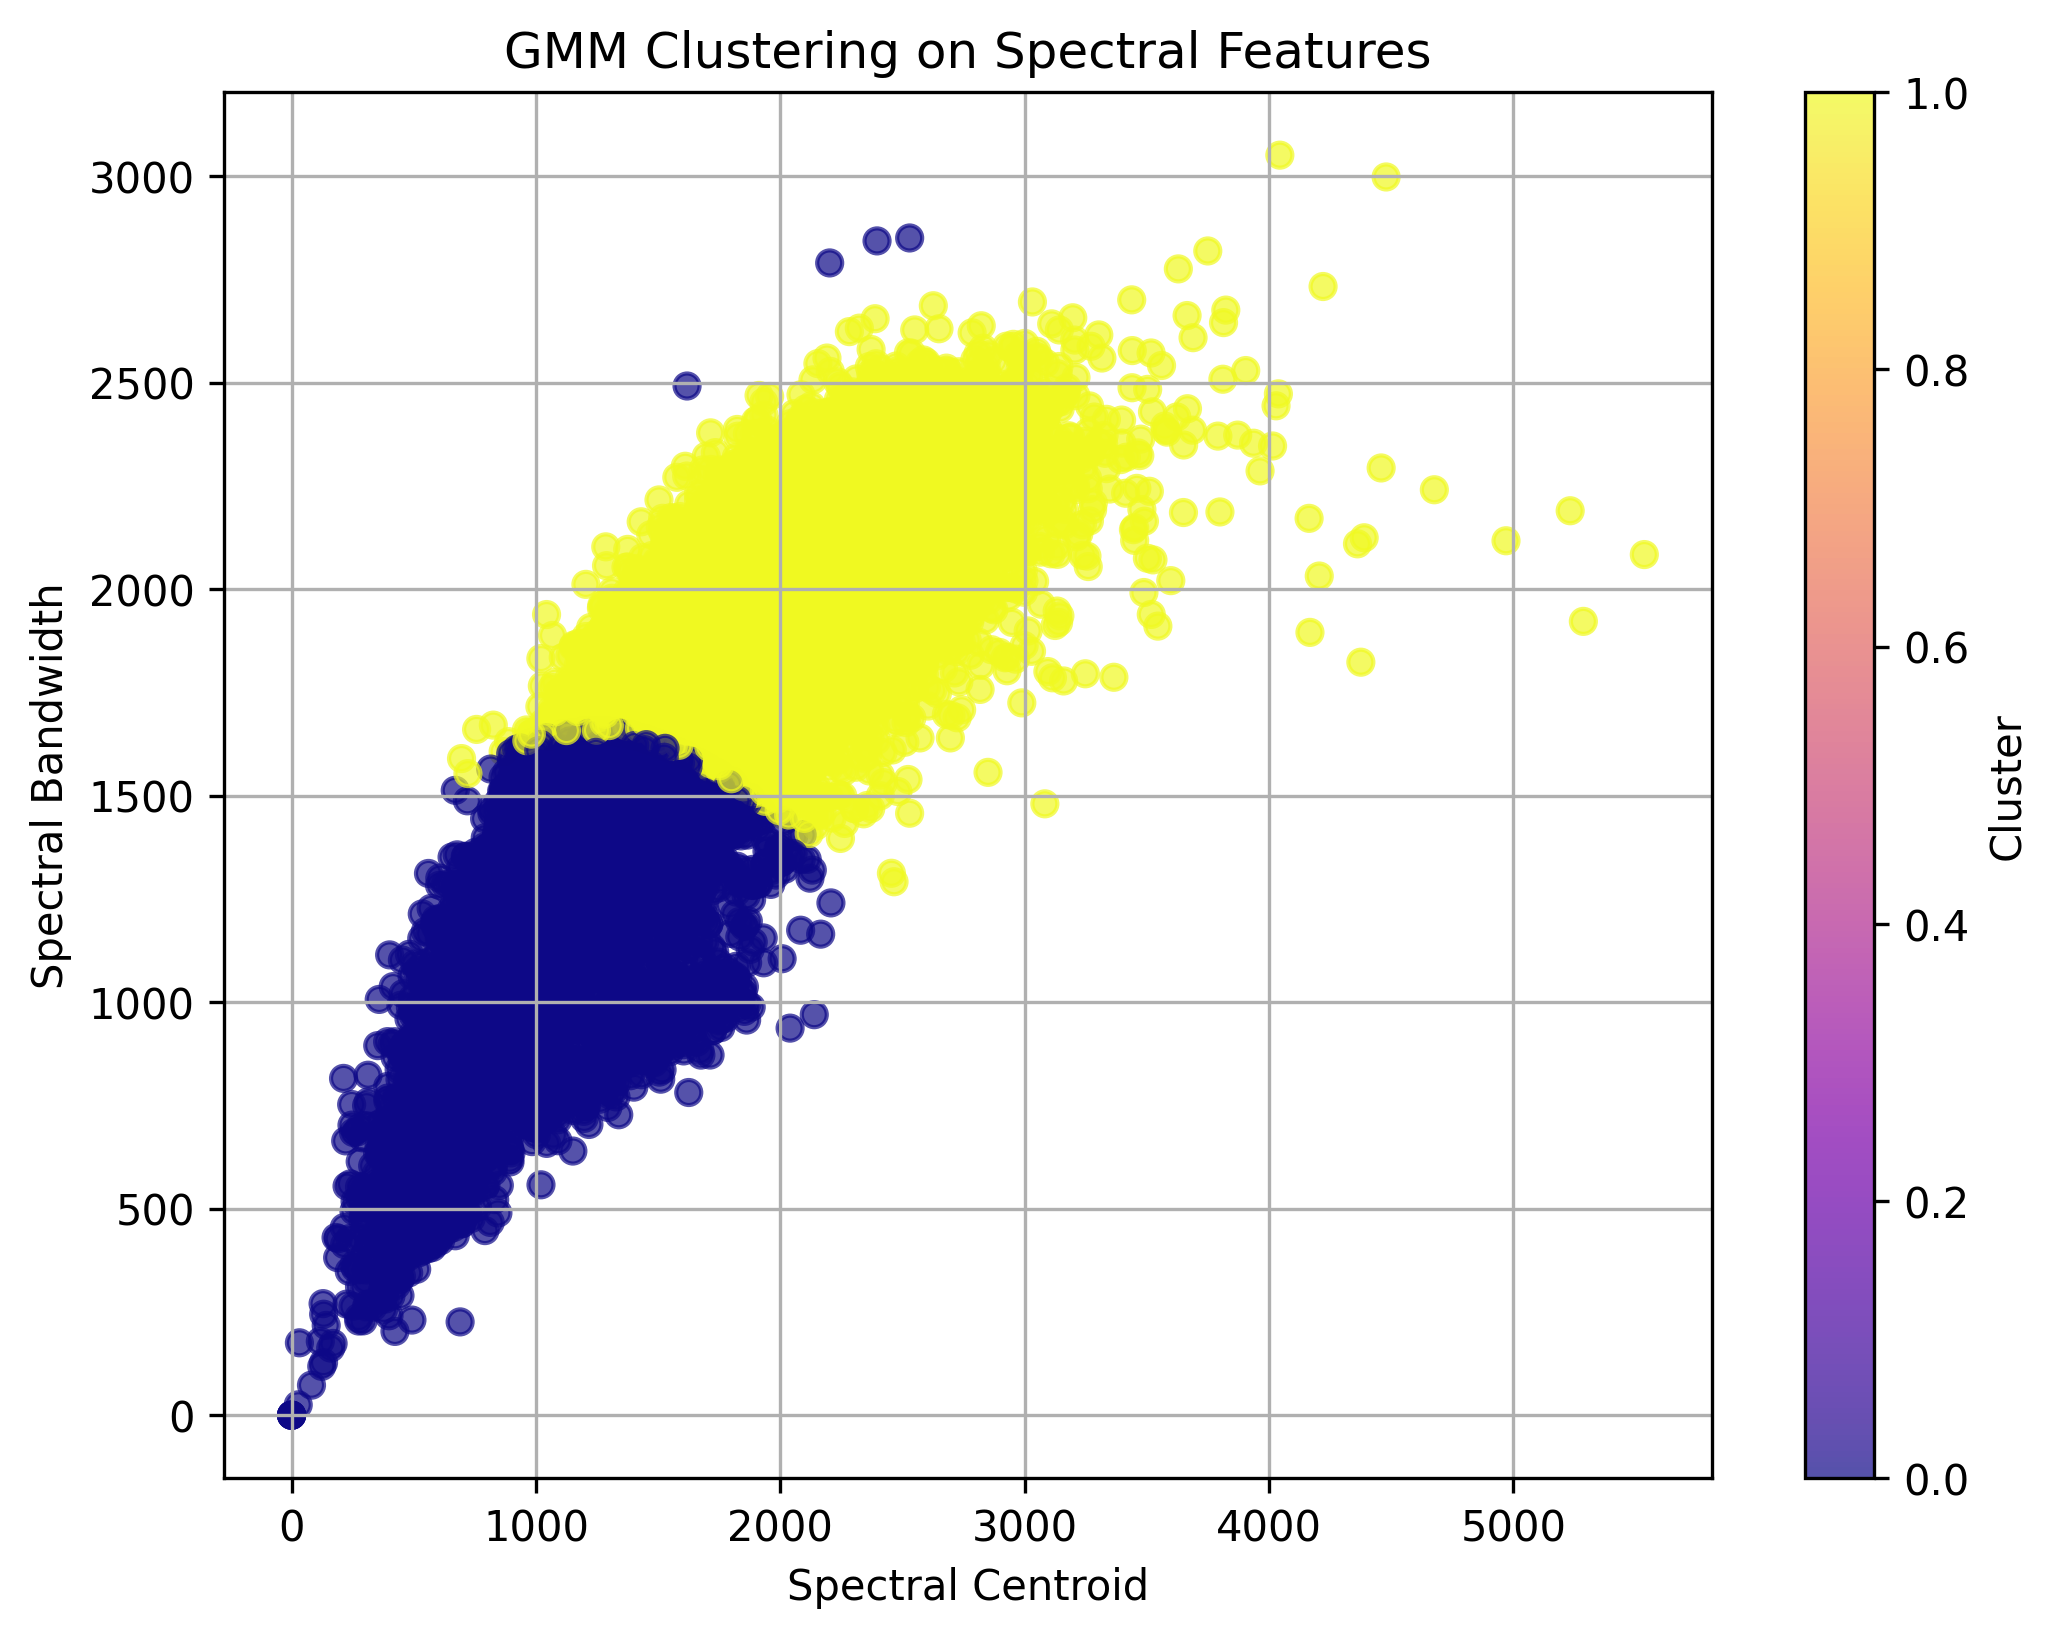 GMM Clustering on Spectral Features
3000
2500
2000
1500
1000
500
0
Spectral Bandwidth
0 1000 2000 3000 4000 5000
Spectral Centroid
1.0
0.8
0.6
0.4
0.2
0.0
Cluster